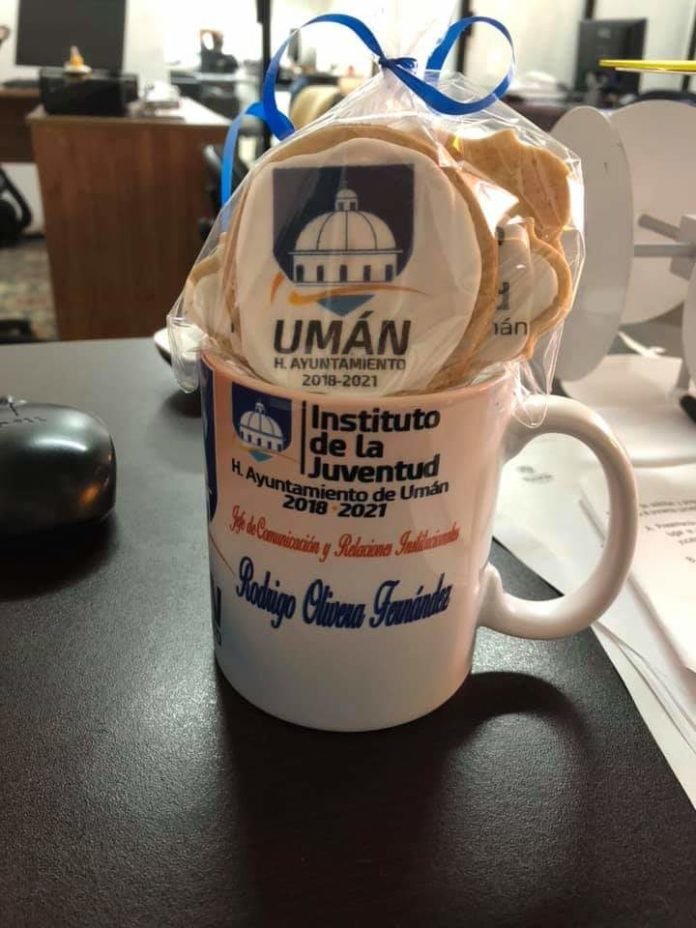 UMÁN
H. AYUNTAMIENTO
2018-2021
mán
Instituto
de la
Juventud
H. Ayuntamiento de Umán
2018 · 2021
Jefe de Comunicación y Relaciones Institucionales
Rodrigo Olivera Fernández
N